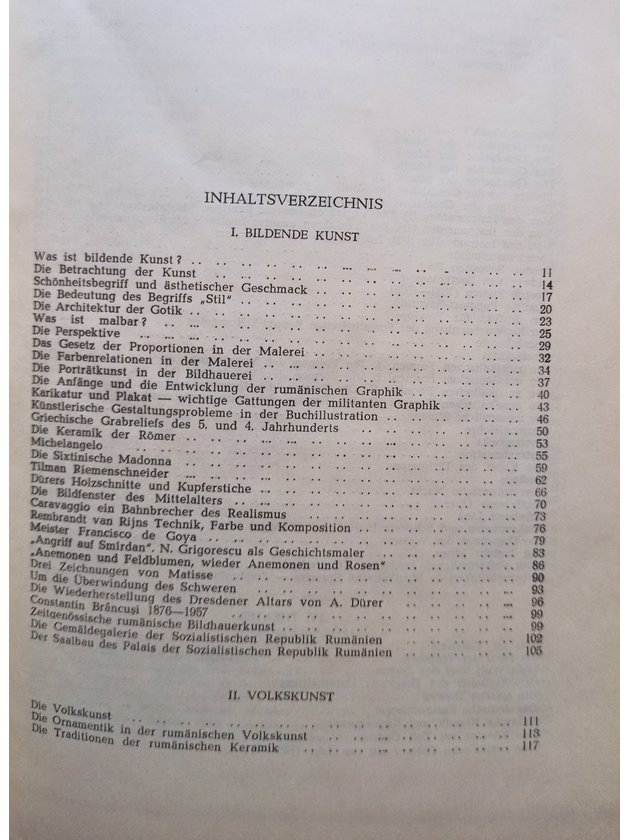 INHALTSVERZEICHNIS
I. BILDENDE KUNST
Was ist bildende Kunst? .. .. .. .. .. .. .. .. .. .. 11
Die Betrachtung der Kunst .. .. .. .. .. .. .. .. .. .. 14
Schönheitsbegriff und ästhetischer Geschmack .. .. .. .. .. .. 17
Die Bedeutung des Begriffs „Stil“ .. .. .. .. .. .. .. .. 20
Die Architektur der Gotik .. .. .. .. .. .. .. .. .. .. 23
Was ist malbar? .. .. .. .. .. .. .. .. .. .. 25
Die Perspektive .. .. .. .. .. .. .. .. .. .. 29
Das Gesetz der Proportionen in der Malerei .. .. .. .. .. .. 32
Die Farbenrelationen in der Malerei .. .. .. .. .. .. .. 34
Die Porträtkunst in der Bildhauerei .. .. .. .. .. .. .. 37
Die Anfänge und die Entwicklung der rumänischen Graphik .. .. .. 40
Karikatur und Plakat — wichtige Gattungen der militanten Graphik .. .. 43
Künstlerische Gestaltungsprobleme in der Buchillustration .. .. .. 46
Griechische Grabreliefs des 5. und 4. Jahrhunderts .. .. .. .. 50
Die Keramik der Römer .. .. .. .. .. .. .. .. .. 53
Michelangelo .. .. .. .. .. .. .. .. .. .. 55
Die Sixtinische Madonna .. .. .. .. .. .. .. .. .. 59
Tilman Riemenschneider .. .. .. .. .. .. .. .. .. 62
Dürers Holzschnitte und Kupferstiche .. .. .. .. .. .. .. 66
Die Bildfenster des Mittelalters .. .. .. .. .. .. .. .. 70
Caravaggio ein Bahnbrecher des Realismus .. .. .. .. .. .. 73
Rembrandt van Rijns Technik, Farbe und Komposition .. .. .. .. 76
Meister Francisco de Goya .. .. .. .. .. .. .. .. 79
„Angriff auf Smîrdan“, N. Grigorescu als Geschichtsmaler .. .. .. 83
„Anemonen und Feldblumen, wieder Anemonen und Rosen“ .. .. .. 86
Drei Zeichnungen von Matisse .. .. .. .. .. .. .. .. 90
Um die Überwindung des Schweren .. .. .. .. .. .. .. 93
Die Wiederherstellung des Dresdener Altars von A. Dürer .. .. .. 96
Constantin Brâncusi 1876—1957 .. .. .. .. .. .. .. .. 99
Zeitgenössische rumänische Bildhauerkunst .. .. .. .. .. .. 99
Die Gemäldegalerie der Sozialistischen Republik Rumänien .. .. .. 102
Der Saalbau des Palais der Sozialistischen Republik Rumänien .. .. .. 105
II. VOLKSKUNST
Die Volkskunst .. .. .. .. .. .. .. .. .. .. 111
Die Ornamentik in der rumänischen Volkskunst .. .. .. .. .. 113
Die Traditionen der rumänischen Keramik .. .. .. .. .. .. 117